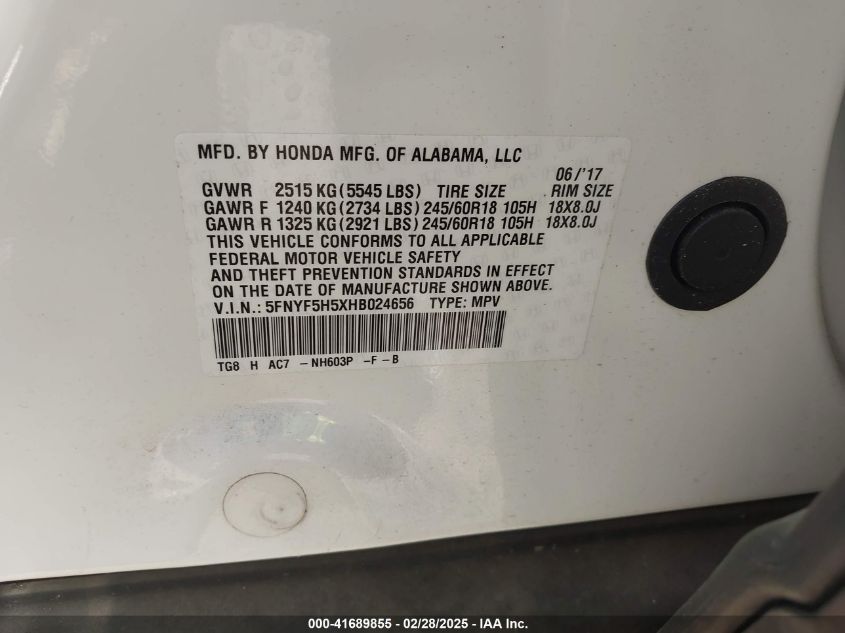 MFD. BY HONDA MFG. OF ALABAMA, LLC
06/'17
GVWR 2515 KG (5545 LBS) TIRE SIZE RIM SIZE
GAWR F 1240 KG (2734 LBS) 245/60R18 105H 18X8.0J
GAWR R 1325 KG (2921 LBS) 245/60R18 105H 18X8.0J
THIS VEHICLE CONFORMS TO ALL APPLICABLE
FEDERAL MOTOR VEHICLE SAFETY
AND THEFT PREVENTION STANDARDS IN EFFECT
ON THE DATE OF MANUFACTURE SHOWN ABOVE.
V.I.N.: 5FNYF5H5XHB024656 TYPE: MPV
TG8 H AC7 -NH603P -F-B
000-41689855 - 02/28/2025 - IAA Inc.